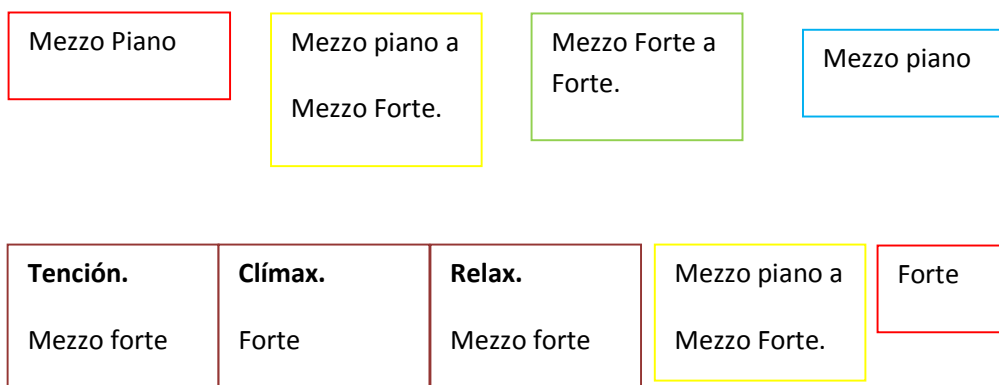 Mezzo Piano
Mezzo piano a
Mezzo Forte.
Mezzo Forte a
Forte.
Mezzo piano
Tención.
Mezzo forte
Clímax.
Forte
Relax.
Mezzo forte
Mezzo piano a
Mezzo Forte.
Forte